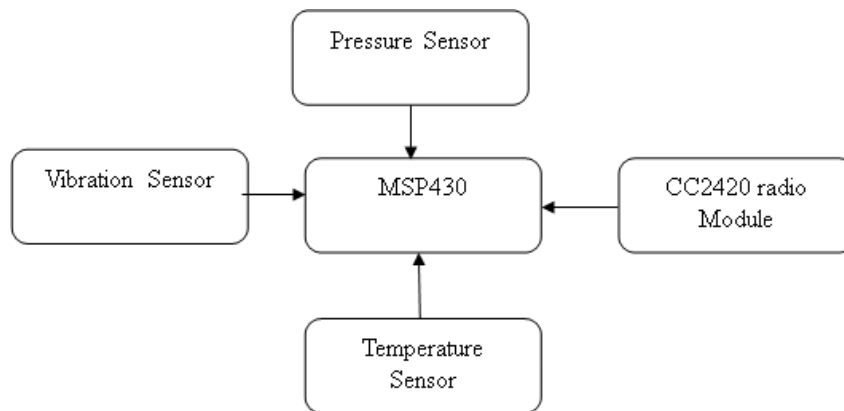 Pressure Sensor
Vibration Sensor
MSP430
CC2420 radio
Module
Temperature
Sensor